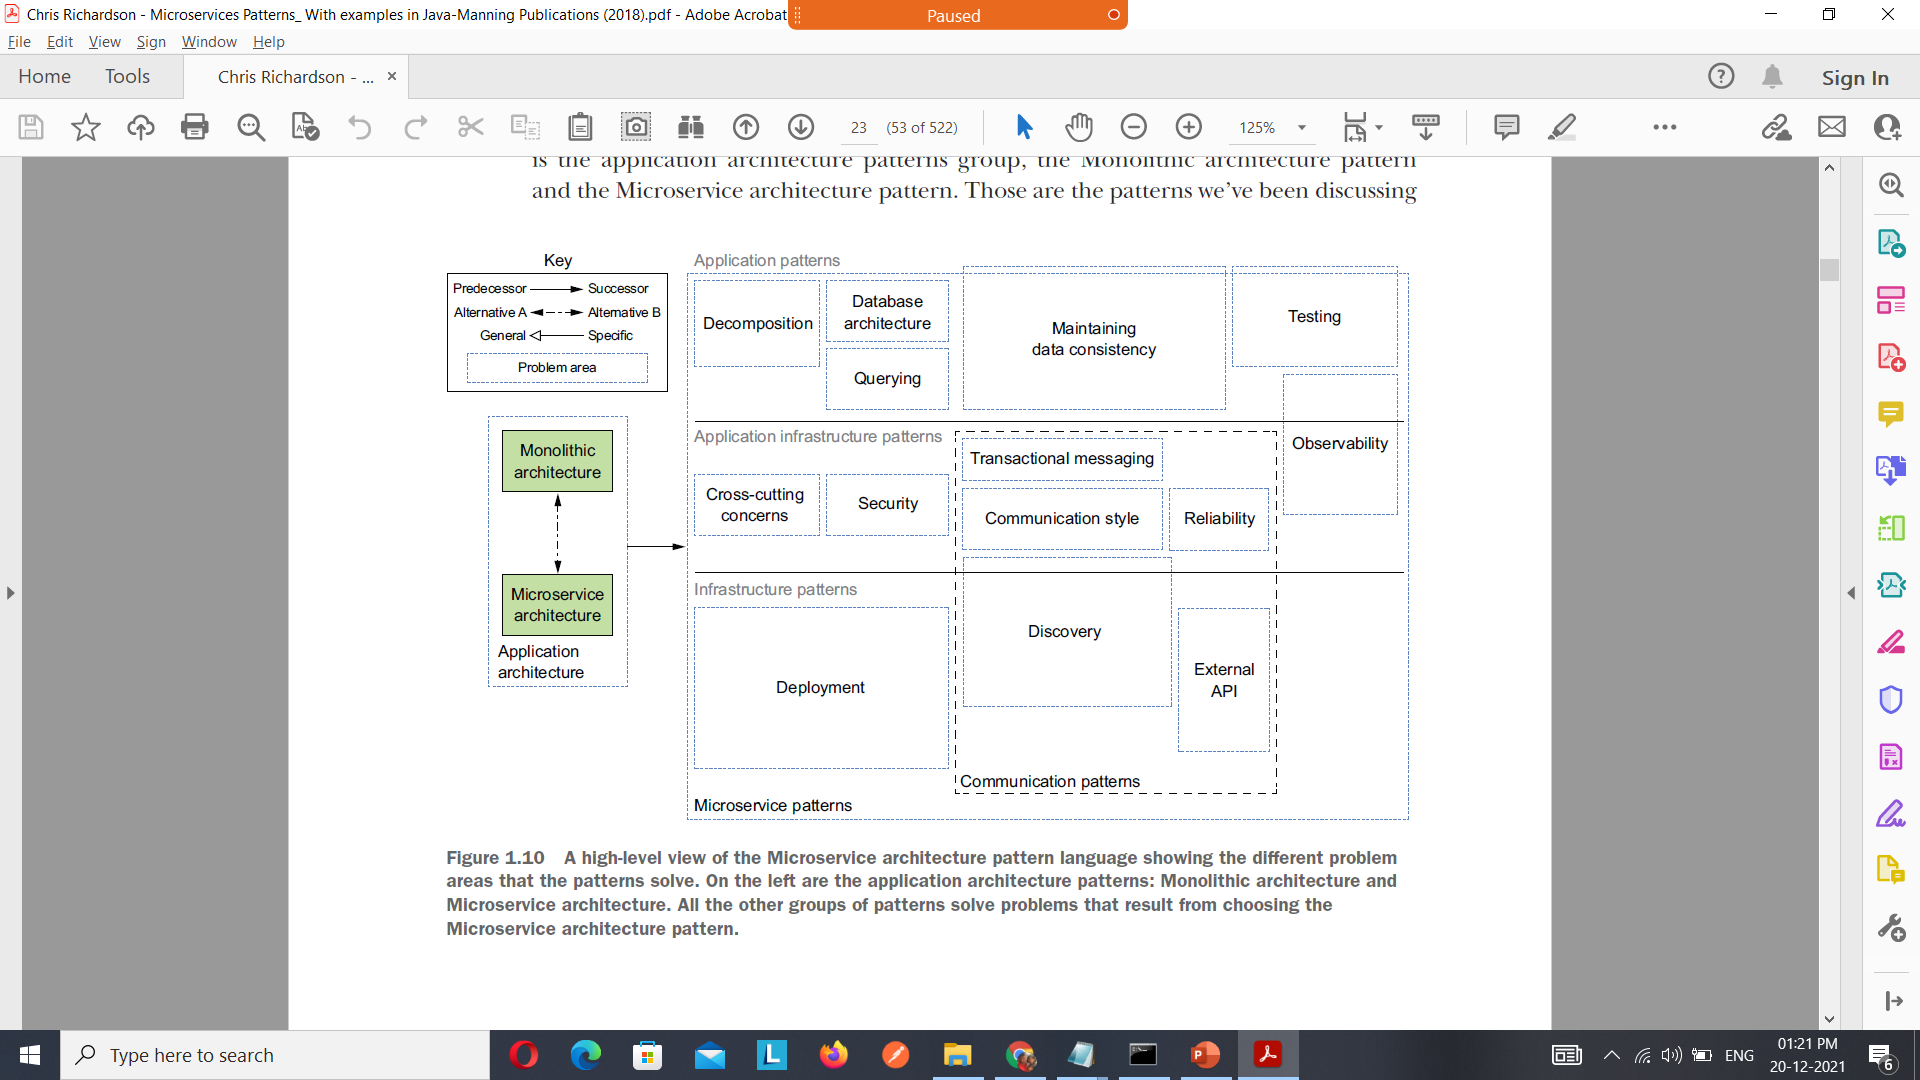 Chris Richardson - Microservices Patterns_ With examples in Java-Manning Publications (2018).pdf - Adobe Acrobat
Paused
File Edit View Sign Window Help
Home Tools Chris Richardson - ... × Sign In
23 (53 of 522) 125%
is the application architecture patterns group, the Monolithic architecture pattern
and the Microservice architecture pattern. Those are the patterns we've been discussing
Key
Predecessor Successor
Alternative A Alternative B
General Specific
Problem area
Monolithic
architecture
Microservice
architecture
Application
architecture
Application patterns
Decomposition
Database
architecture
Querying
Maintaining
data consistency
Testing
Observability
Application infrastructure patterns
Cross-cutting
concerns
Security
Transactional messaging
Communication style
Reliability
Infrastructure patterns
Deployment
Discovery
External
API
Communication patterns
Microservice patterns
Figure 1.10 A high-level view of the Microservice architecture pattern language showing the different problem
areas that the patterns solve. On the left are the application architecture patterns: Monolithic architecture and
Microservice architecture. All the other groups of patterns solve problems that result from choosing the
Microservice architecture pattern.
Type here to search
L
ENG
01:21 PM
20-12-2021
6